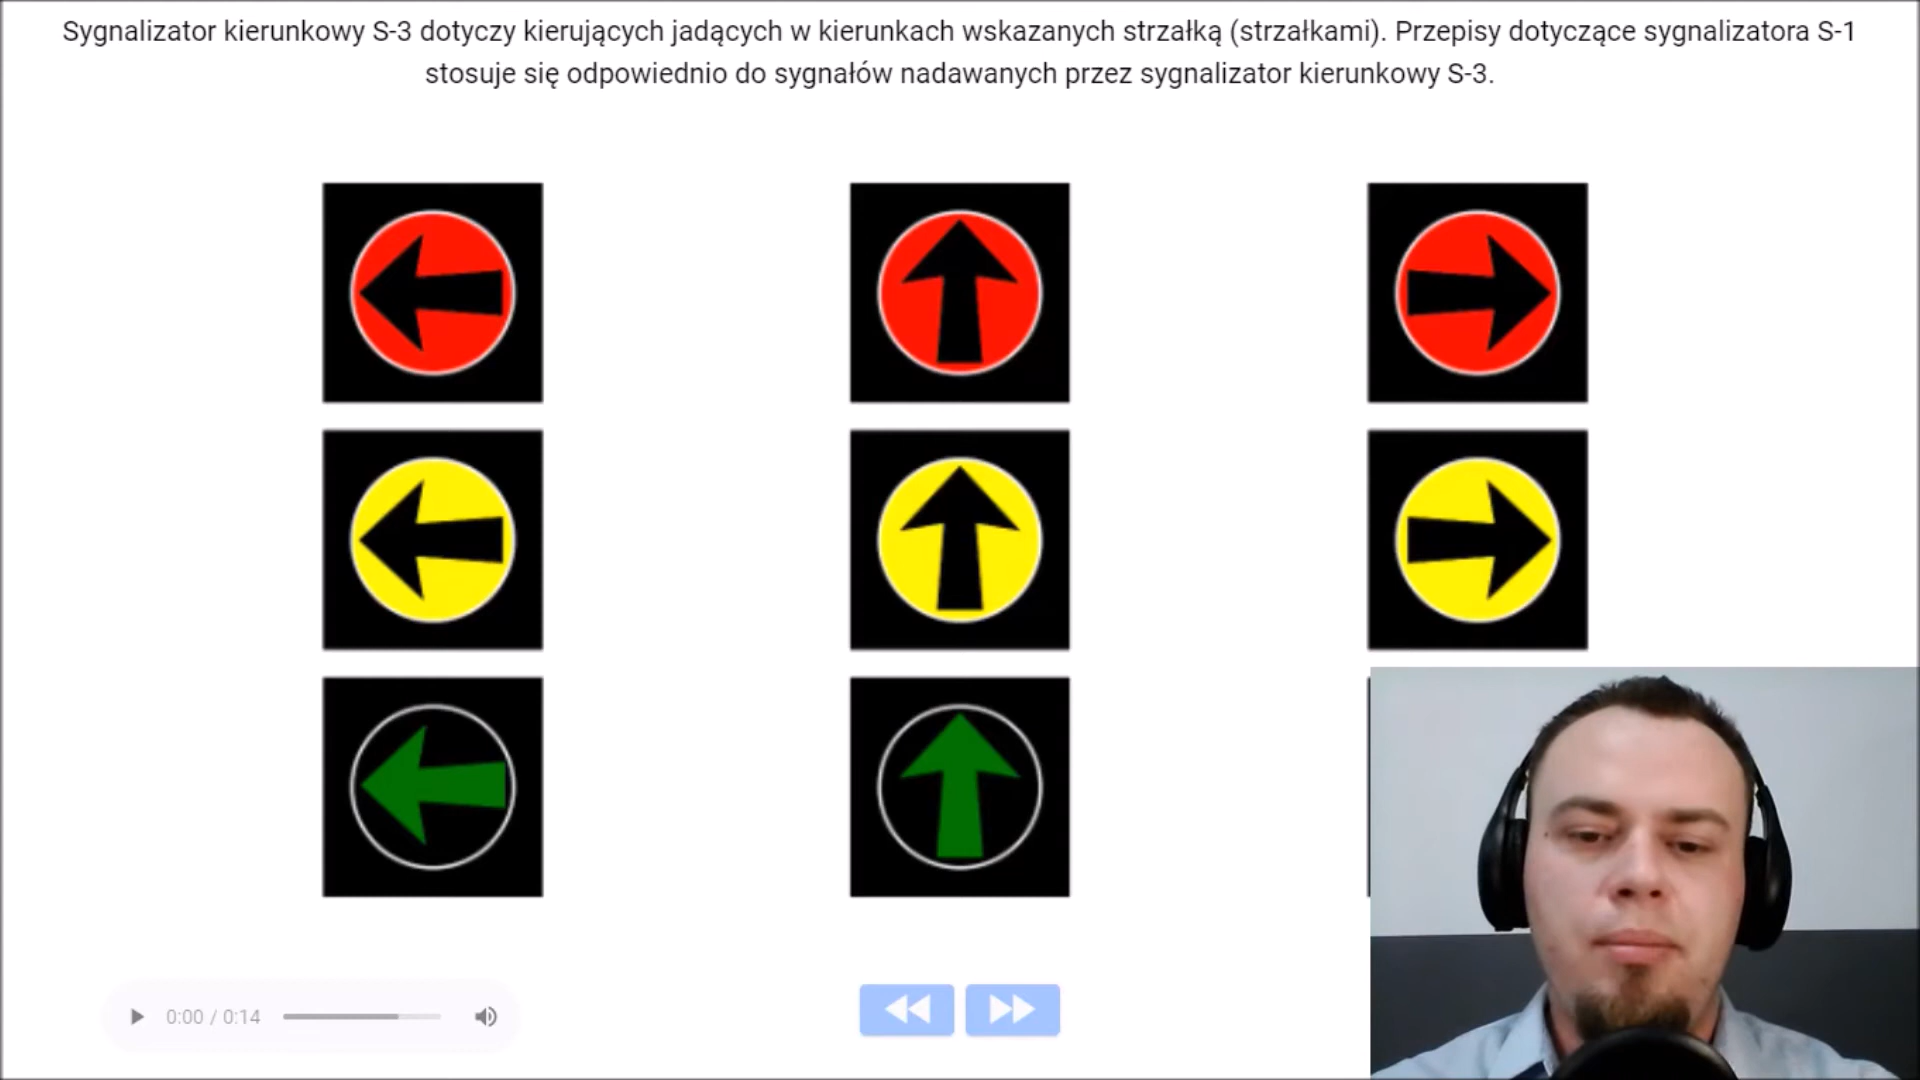 Sygnalizator kierunkowy S-3 dotyczy kierujących jadących w kierunkach wskazanych strzałką (strzałkami). Przepisy dotyczące sygnalizatora S-1
stosuje się odpowiednio do sygnałów nadawanych przez sygnalizator kierunkowy S-3.
0:00 / 0:14